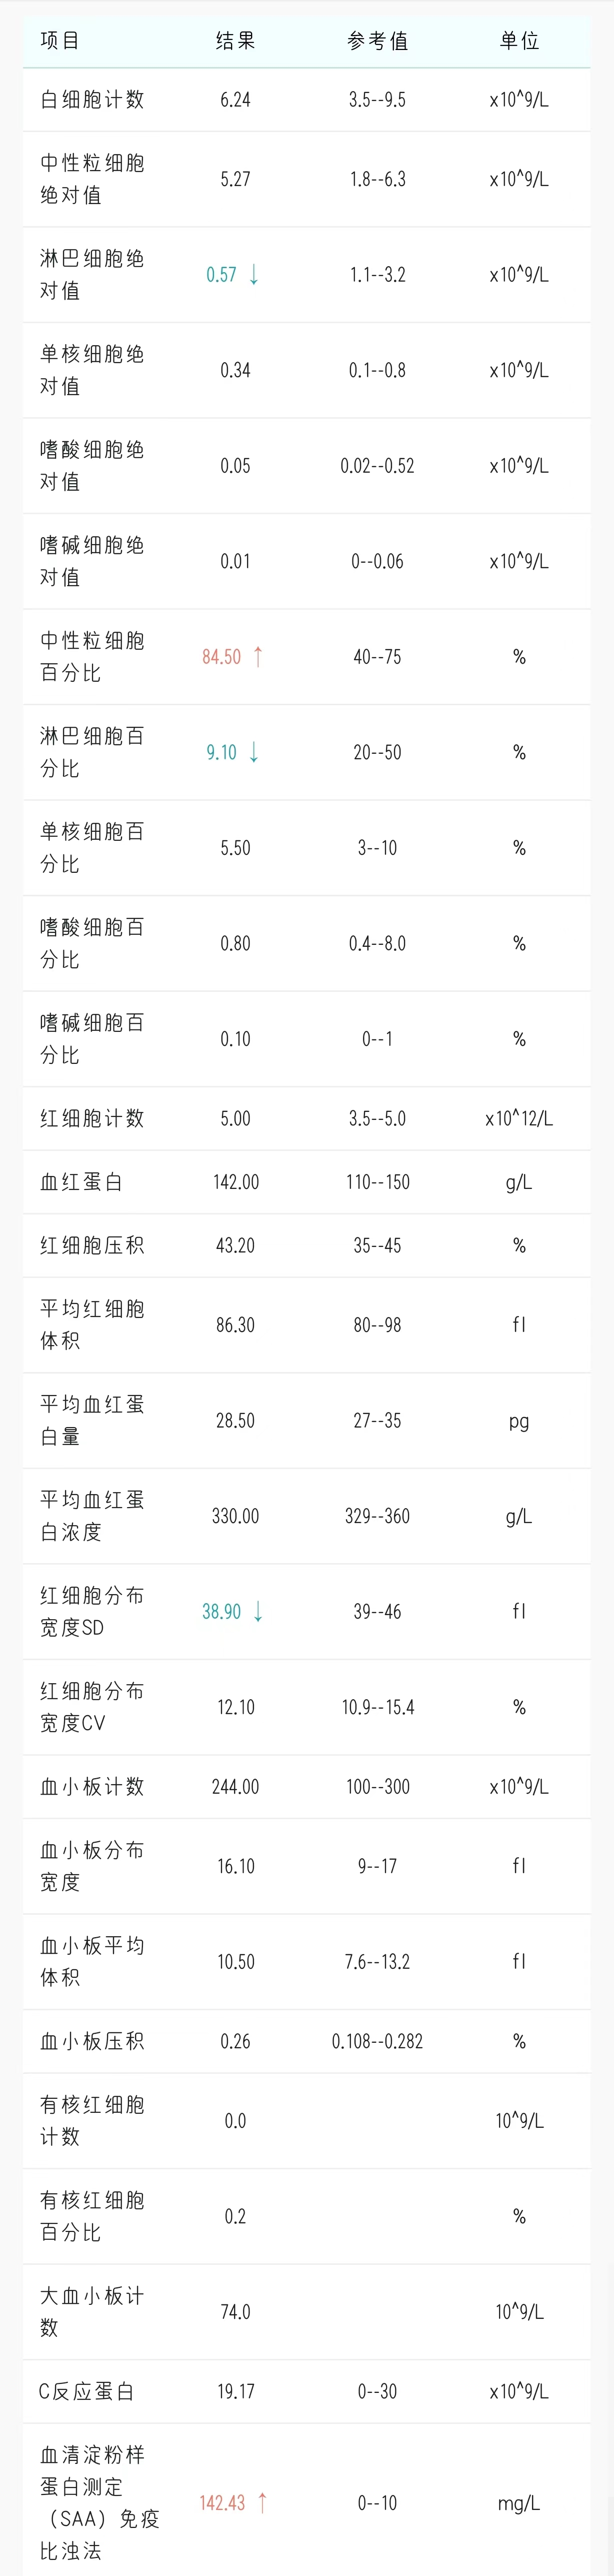 项目 结果 参考值 单位
白细胞计数 6.24 3.5--9.5 x10^9/L
中性粒细胞
绝对值 5.27 1.8--6.3 x10^9/L
淋巴细胞绝
对值 0.57 ↓ 1.1--3.2 x10^9/L
单核细胞绝
对值 0.34 0.1--0.8 x10^9/L
嗜酸细胞绝
对值 0.05 0.02--0.52 x10^9/L
嗜碱细胞绝
对值 0.01 0--0.06 x10^9/L
中性粒细胞
百分比 84.50 ↑ 40--75 %
淋巴细胞百
分比 9.10 ↓ 20--50 %
单核细胞百
分比 5.50 3--10 %
嗜酸细胞百
分比 0.80 0.4--8.0 %
嗜碱细胞百
分比 0.10 0--1 %
红细胞计数 5.00 3.5--5.0 x10^12/L
血红蛋白 142.00 110--150 g/L
红细胞压积 43.20 35--45 %
平均红细胞
体积 86.30 80--98 fl
平均血红蛋
白量 28.50 27--35 pg
平均血红蛋
白浓度 330.00 329--360 g/L
红细胞分布
宽度SD 38.90 ↓ 39--46 fl
红细胞分布
宽度CV 12.10 10.9--15.4 %
血小板计数 244.00 100--300 x10^9/L
血小板分布
宽度 16.10 9--17 fl
血小板平均
体积 10.50 7.6--13.2 fl
血小板压积 0.26 0.108--0.282 %
有核红细胞
计数 0.0 10^9/L
有核红细胞
百分比 0.2 %
大血小板计
数 74.0 10^9/L
C反应蛋白 19.17 0--30 x10^9/L
血清淀粉样
蛋白测定
（SAA）免疫
比浊法 142.43 ↑ 0--10 mg/L